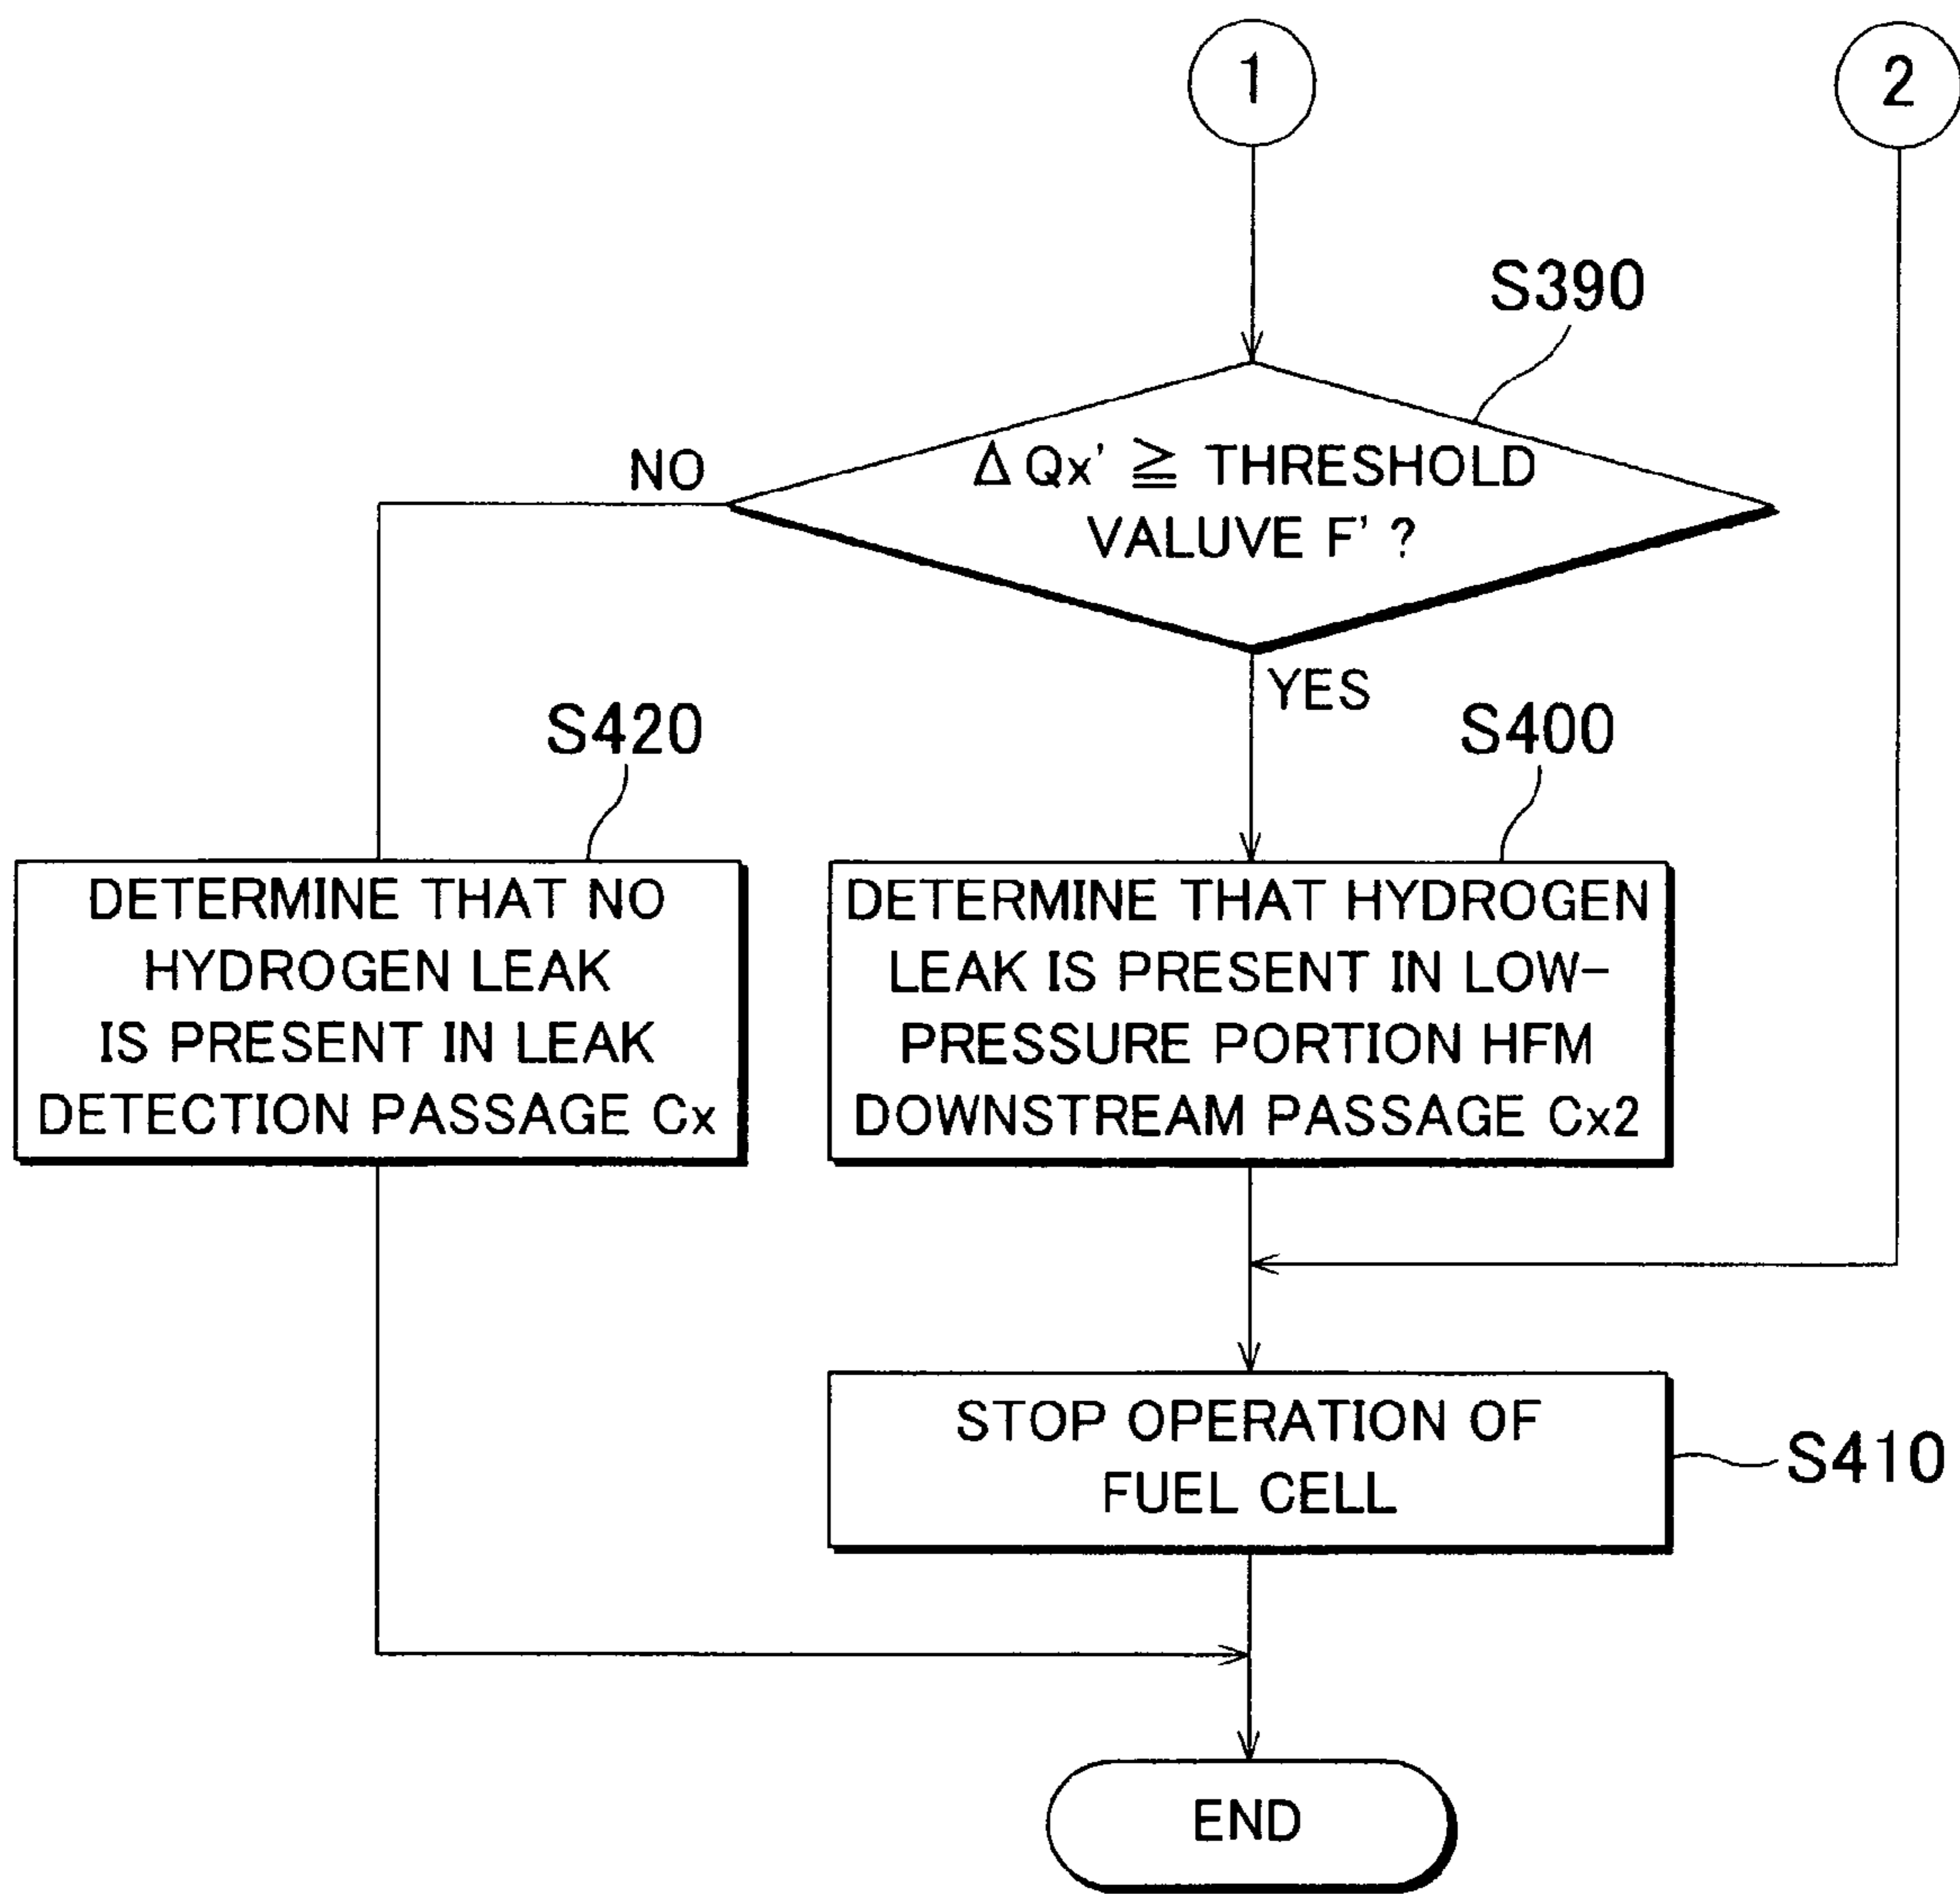 1
2
S390
Δ Qx' ≧ THRESHOLD
VALUVE F' ?
NO
YES
S420
S400
DETERMINE THAT NO
HYDROGEN LEAK
IS PRESENT IN LEAK
DETECTION PASSAGE Cx
DETERMINE THAT HYDROGEN
LEAK IS PRESENT IN LOW-
PRESSURE PORTION HFM
DOWNSTREAM PASSAGE Cx2
STOP OPERATION OF
FUEL CELL
S410
END